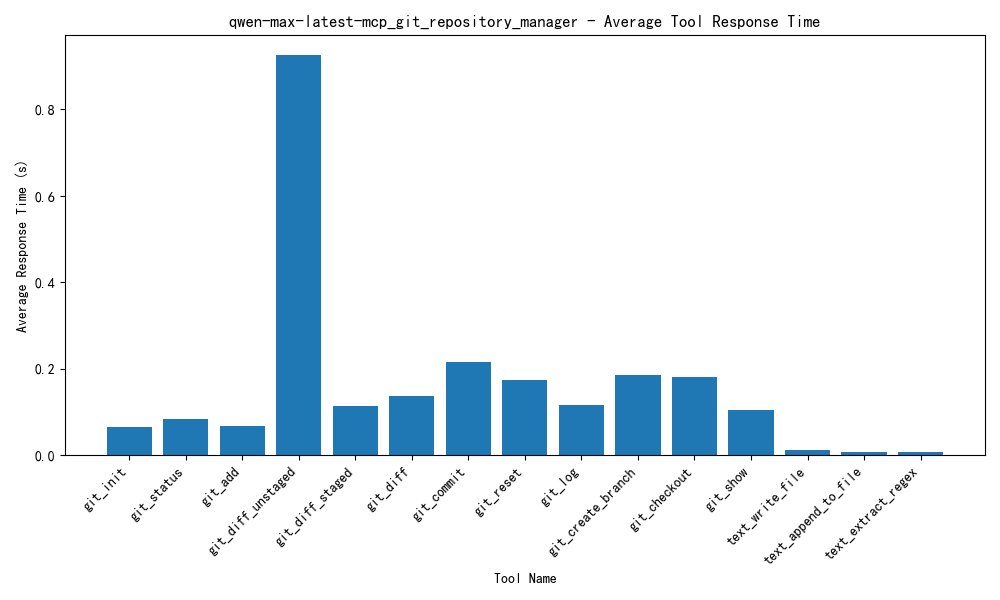 qwen-max-latest-mcp_git_repository_manager - Average Tool Response Time
Average Response Time (s)
0.8
0.6
0.4
0.2
0.0
git_init
git_status
git_add
git_diff_unstaged
git_diff_staged
git_diff
git_commit
git_reset
git_log
git_create_branch
git_checkout
git_show
text_write_file
text_append_to_file
text_extract_regex
Tool Name